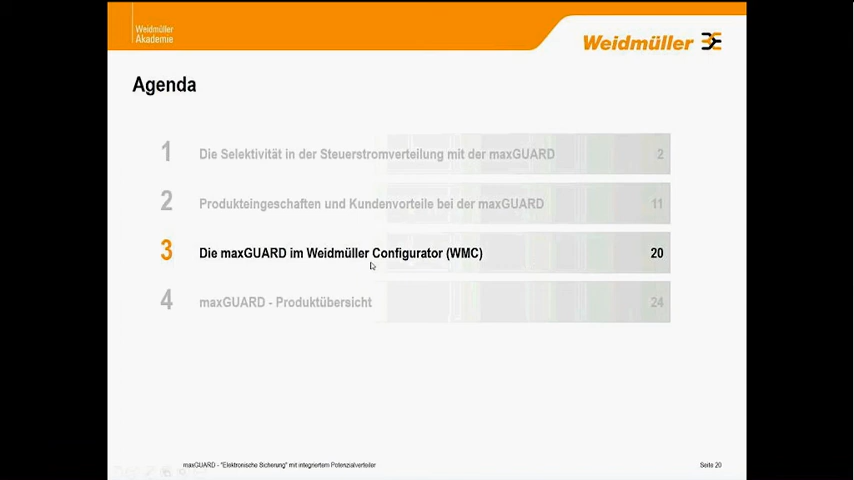 Weidmüller
Akademie
Weidmüller
Agenda
1 Die Selektivität in der Steuerstromverteilung mit der maxGUARD 2
2 Produkteingeschaften und Kundenvorteile bei der maxGUARD 11
3 Die maxGUARD im Weidmüller Configurator (WMC) 20
4 maxGUARD - Produktübersicht 24
maxGUARD - "Elektronische Sicherung" mit integriertem Potenzialverteiler Seite 20